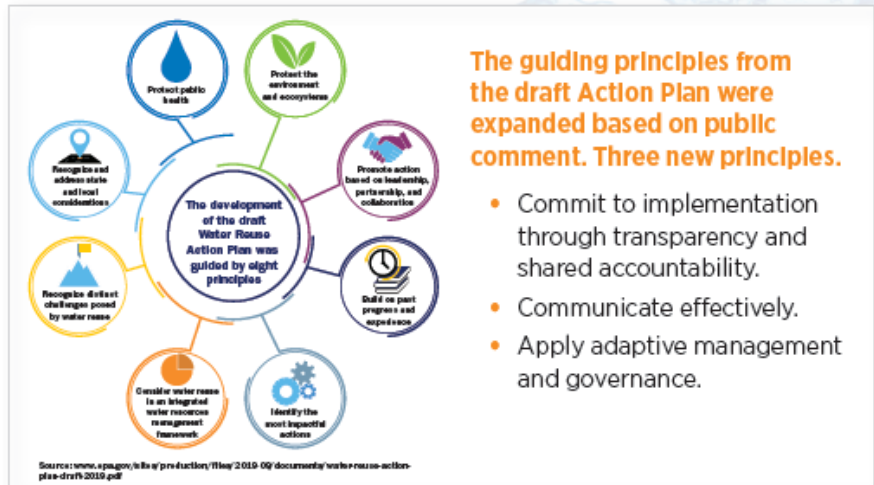 Protect public
health
Protect the
environment
and ecosystems
Recognize and
address state
and local
considerations
Promote action
based on leadership,
partnership, and
collaboration
The development
of the draft
Water Reuse
Action Plan was
guided by eight
principles
Recognize distinct
challenges posed
by water reuse
Build on past
progress and
experience
Consider water reuse
in an integrated
water resources
management
framework
Identify the
most impactful
actions
Source: www.epa.gov/sites/production/files/2019-09/documents/water-reuse-action-
plan-draft-2019.pdf
The guiding principles from
the draft Action Plan were
expanded based on public
comment. Three new principles.
• Commit to implementation
through transparency and
shared accountability.
• Communicate effectively.
• Apply adaptive management
and governance.